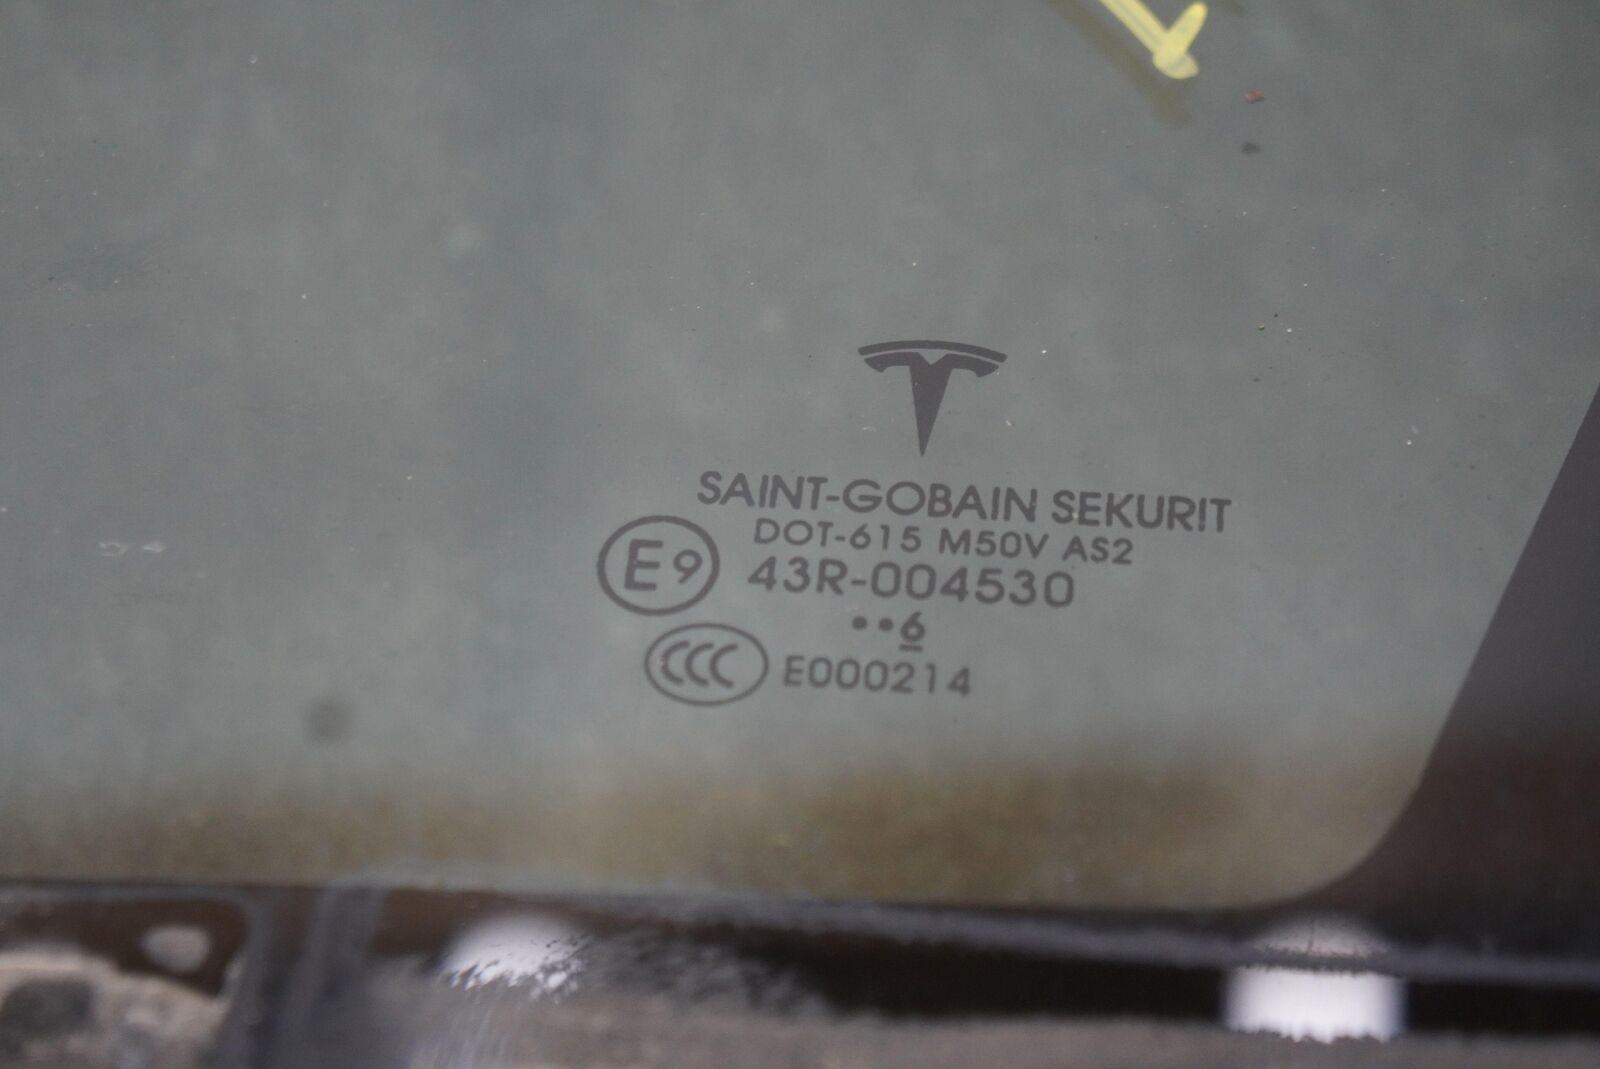 SAINT-GOBAIN SEKURIT
DOT-615 M50V AS2
E9 43R-004530
••6
CCC E000214